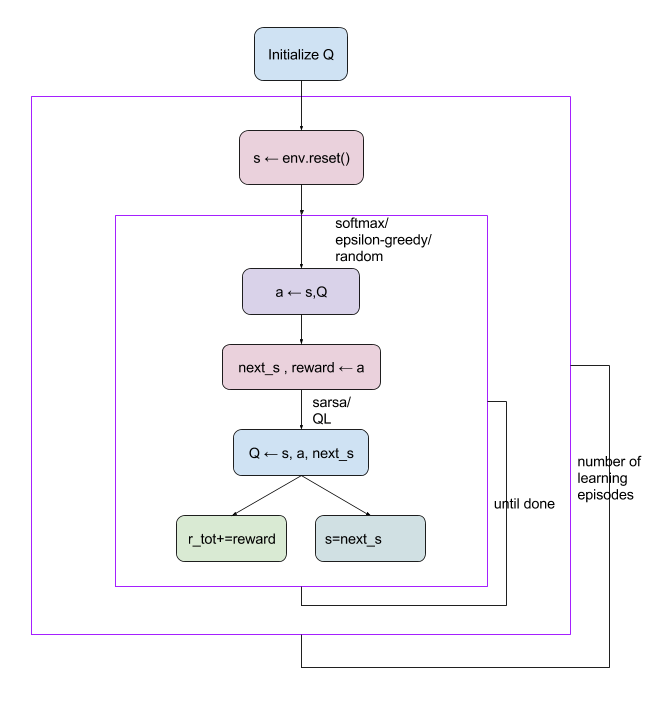 Initialize Q
s ← env.reset()
softmax/
epsilon-greedy/
random
a ← s,Q
next_s , reward ← a
sarsa/
QL
Q ← s, a, next_s
number of
learning
episodes
until done
r_tot+=reward
s=next_s